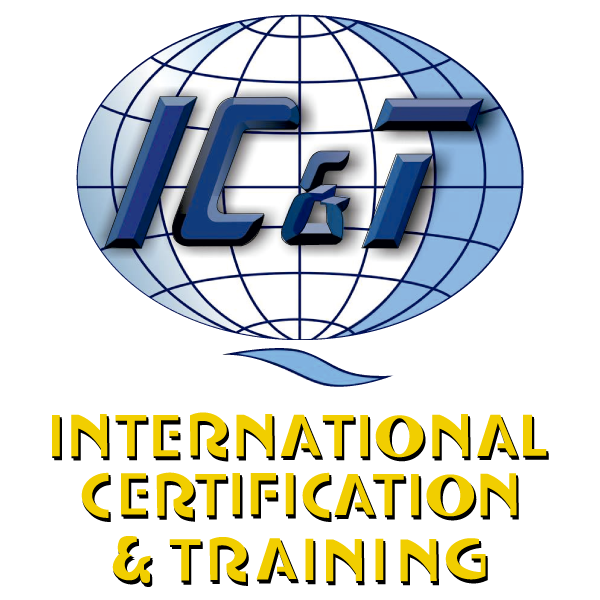 IC&T
INTERNATIONAL
CERTIFICATION
& TRAINING